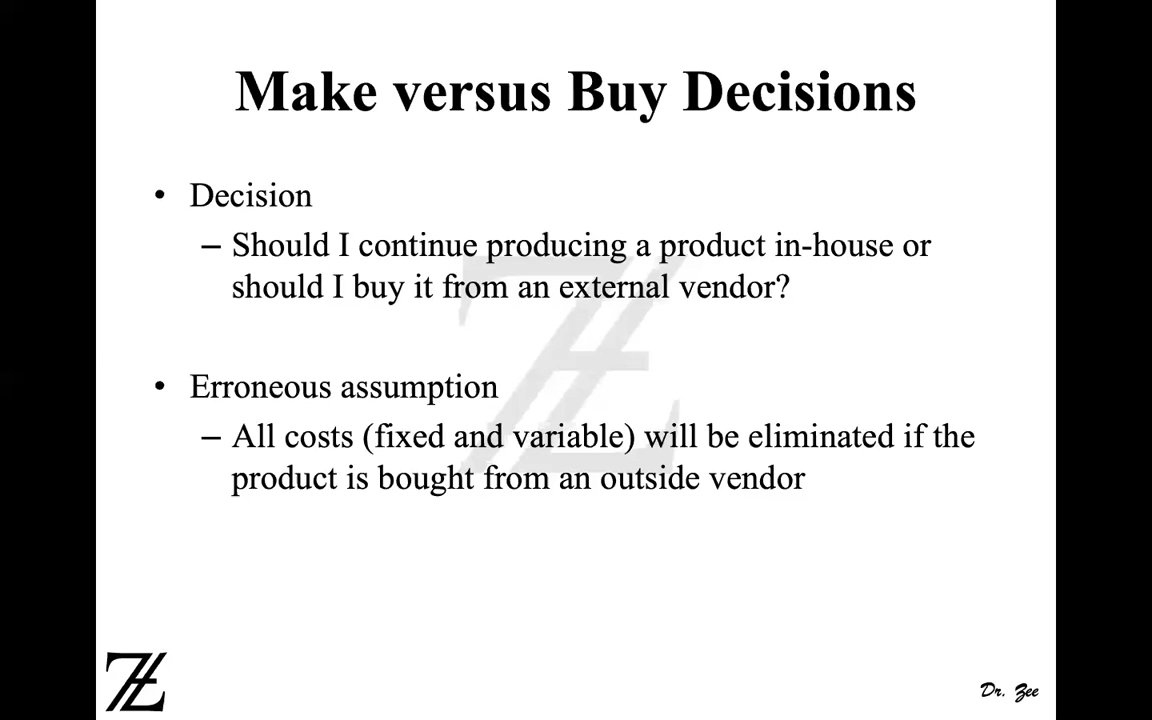 Make versus Buy Decisions
• Decision
– Should I continue producing a product in-house or
should I buy it from an external vendor?
• Erroneous assumption
– All costs (fixed and variable) will be eliminated if the
product is bought from an outside vendor
Dr. Zee